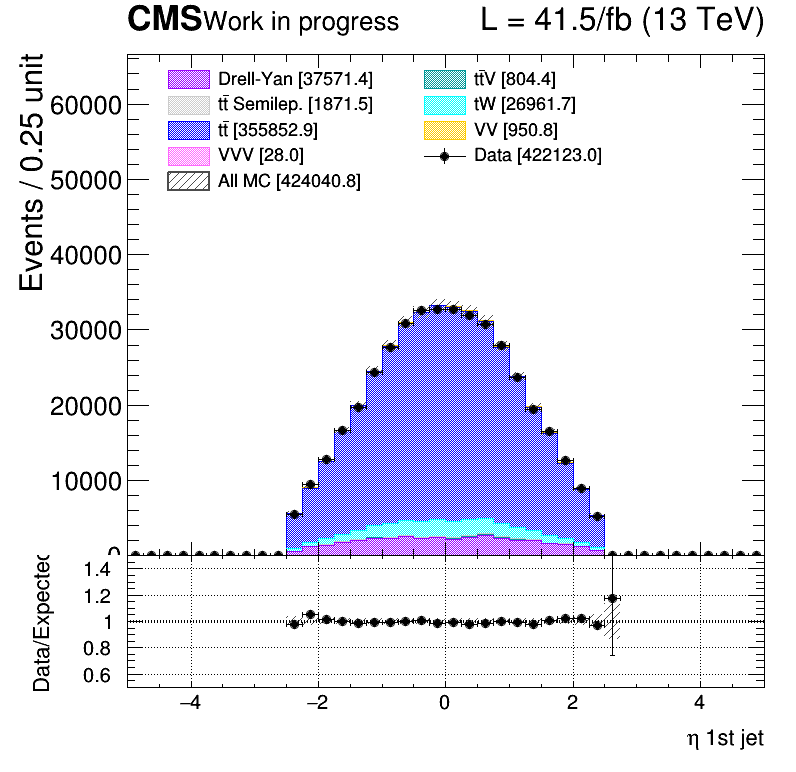 CMS Work in progress L = 41.5/fb (13 TeV)
Events / 0.25 unit
Drell-Yan [37571.4]
tt̄ Semilep. [1871.5]
tt̄ [355852.9]
VVV [28.0]
All MC [424040.8]
tt̄V [804.4]
tW [26961.7]
VV [950.8]
Data [422123.0]
60000
50000
40000
30000
20000
10000
0
Data/Expected
1.4
1.2
1
0.8
0.6
−4 −2 0 2 4
η 1st jet